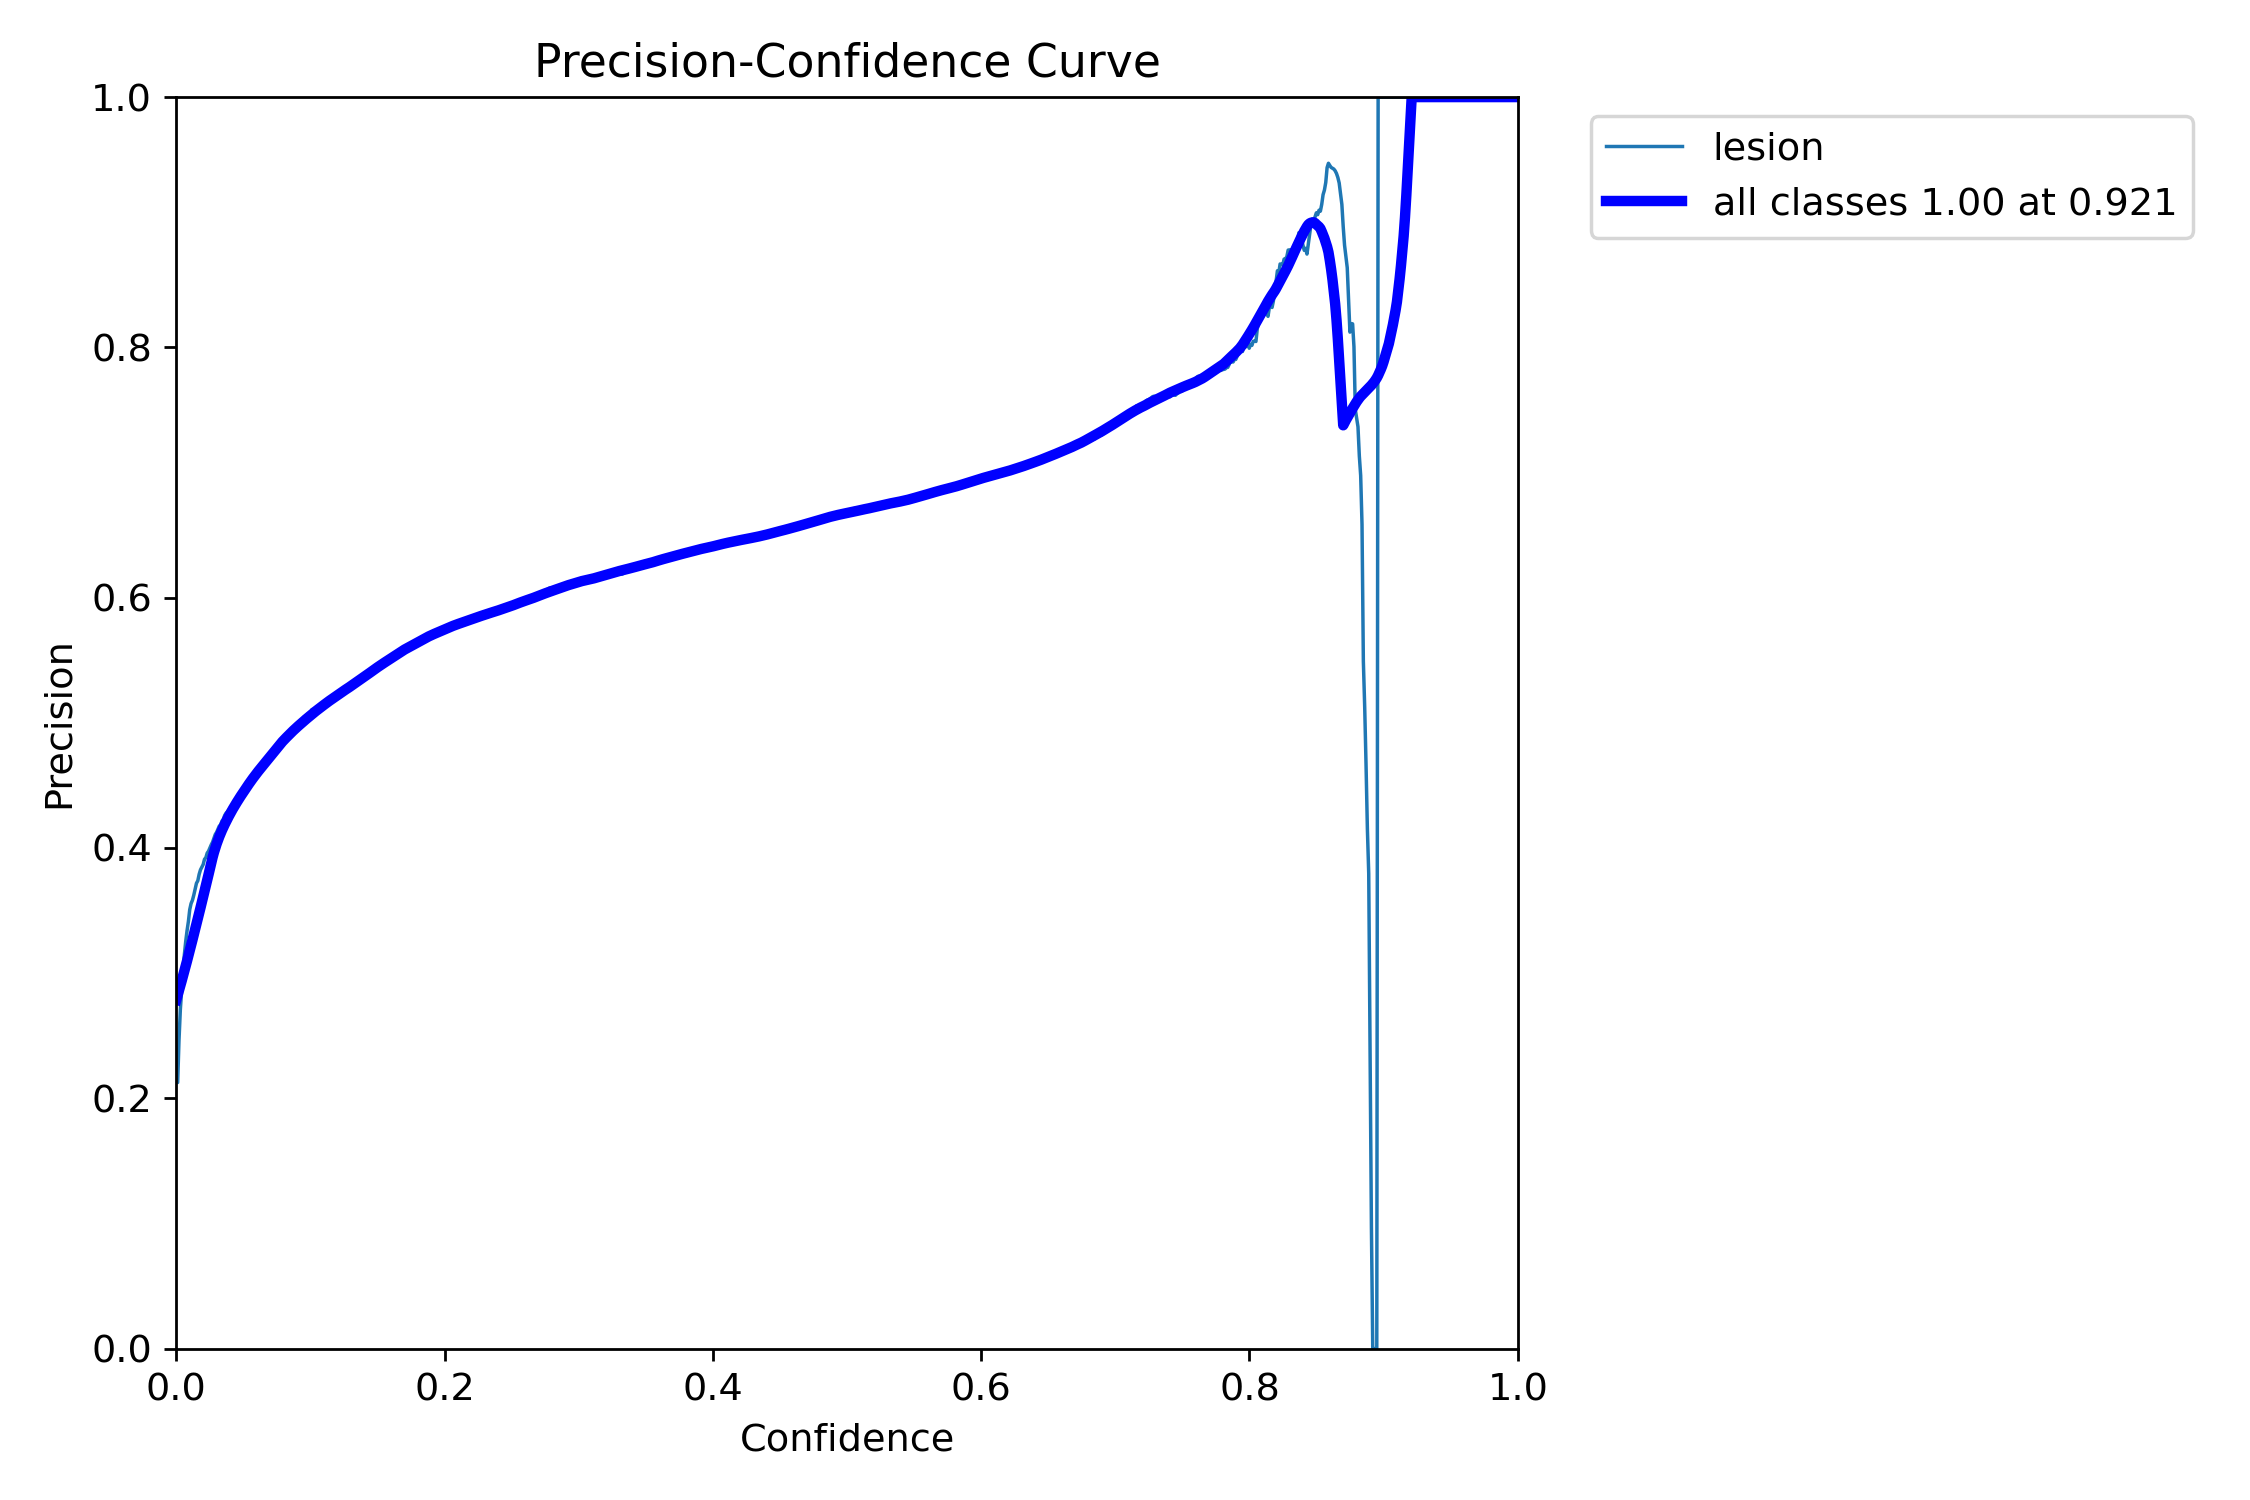 Precision-Confidence Curve
1.0
0.8
0.6
0.4
0.2
0.0
Precision
0.0 0.2 0.4 0.6 0.8 1.0
Confidence
lesion
all classes 1.00 at 0.921